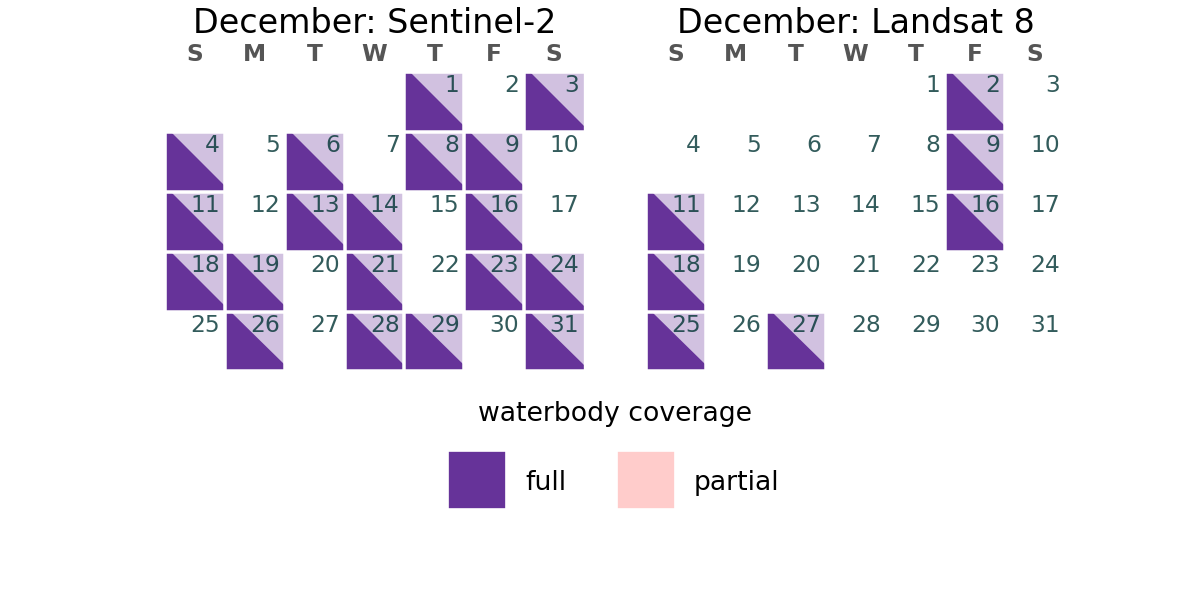 December: Sentinel-2
S M T W T F S
1 2 3
4 5 6 7 8 9 10
11 12 13 14 15 16 17
18 19 20 21 22 23 24
25 26 27 28 29 30 31
December: Landsat 8
S M T W T F S
1 2 3
4 5 6 7 8 9 10
11 12 13 14 15 16 17
18 19 20 21 22 23 24
25 26 27 28 29 30 31
waterbody coverage
full partial